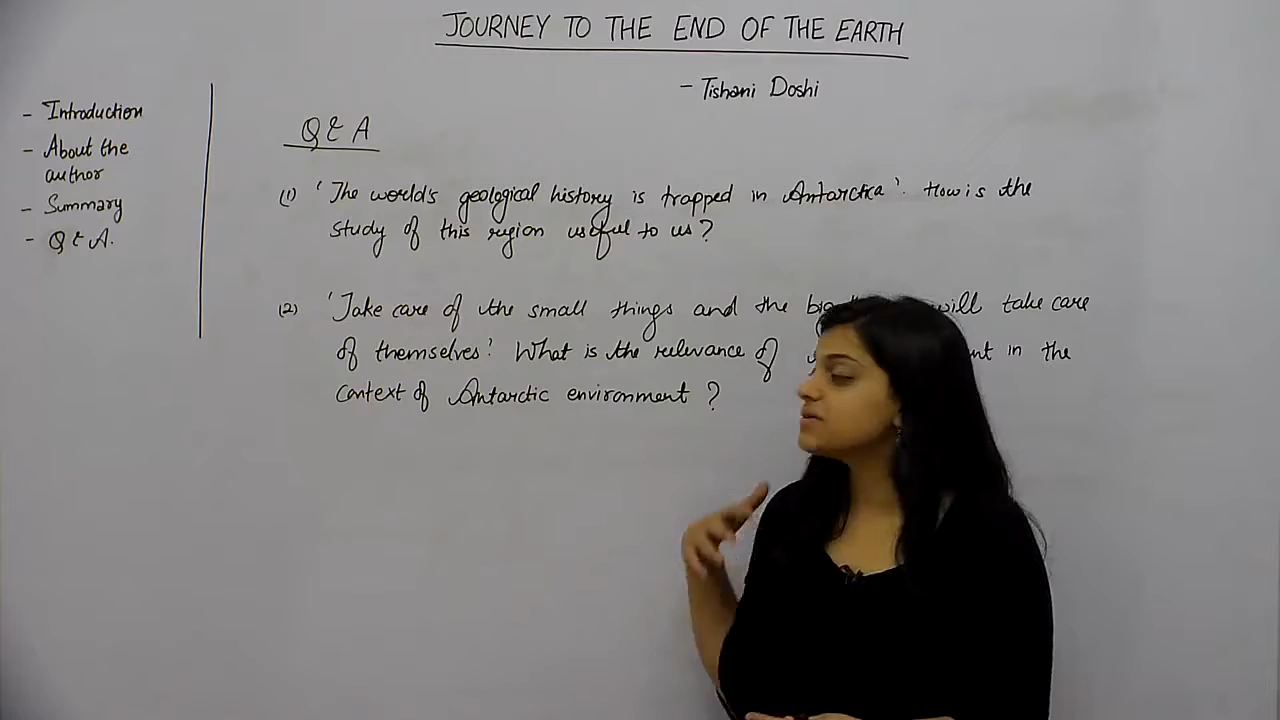 JOURNEY TO THE END OF THE EARTH
- Tishani Doshi
- Introduction
- About the
author
- Summary
- Q & A.
Q & A
(1) 'The world's geological history is trapped in Antarctica'. How is the
study of this region useful to us?
(2) 'Take care of the small things and the will take care
of themselves.' What is the relevance of in the
context of Antarctic environment?